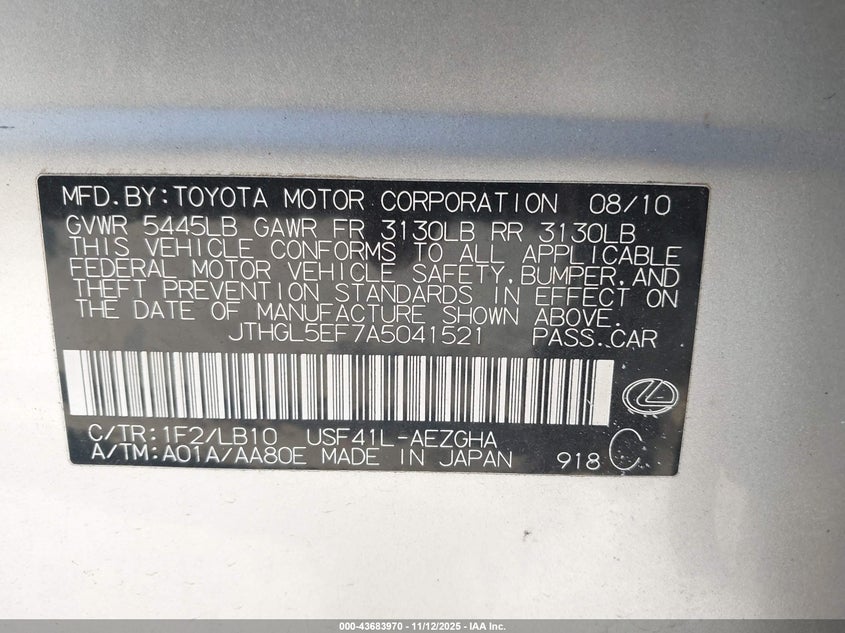 MFD.BY:TOYOTA MOTOR CORPORATION 08/10
GVWR 5445LB GAWR FR 3130LB RR 3130LB
THIS VEHICLE CONFORMS TO ALL APPLICABLE
FEDERAL MOTOR VEHICLE SAFETY,BUMPER,AND
THEFT PREVENTION STANDARDS IN EFFECT ON
THE DATE OF MANUFACTURE SHOWN ABOVE.
JTHGL5EF7A5041521 PASS.CAR
C/TR:1F2/LB10 USF41L-AEZGHA
A/TM:A01A/AA80E MADE IN JAPAN 918 C
000-43683970 - 11/12/2025 - IAA Inc.